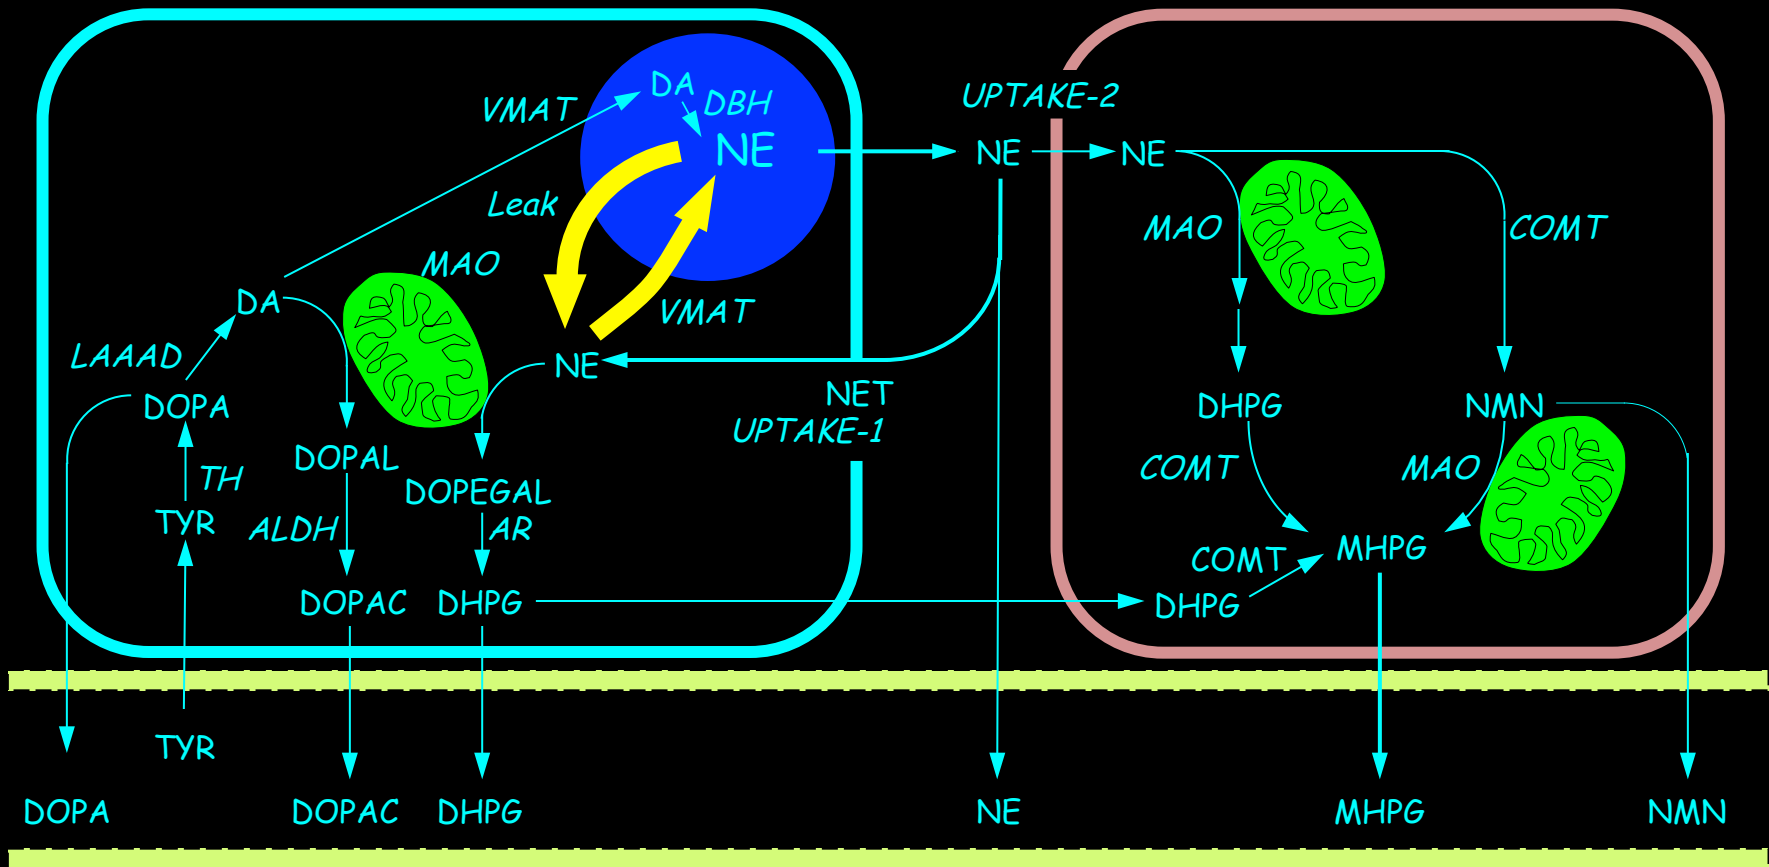 DA
DBH
UPTAKE-2
VMAT
NE
NE
NE
Leak
MAO
COMT
MAO
DA
VMAT
LAAAD
NE
NET
DOPA
DHPG
NMN
UPTAKE-1
DOPAL
COMT
MAO
TH
DOPEGAL
TYR
ALDH
AR
MHPG
COMT
DOPAC
DHPG
DHPG
TYR
DOPA
DOPAC
DHPG
NE
MHPG
NMN